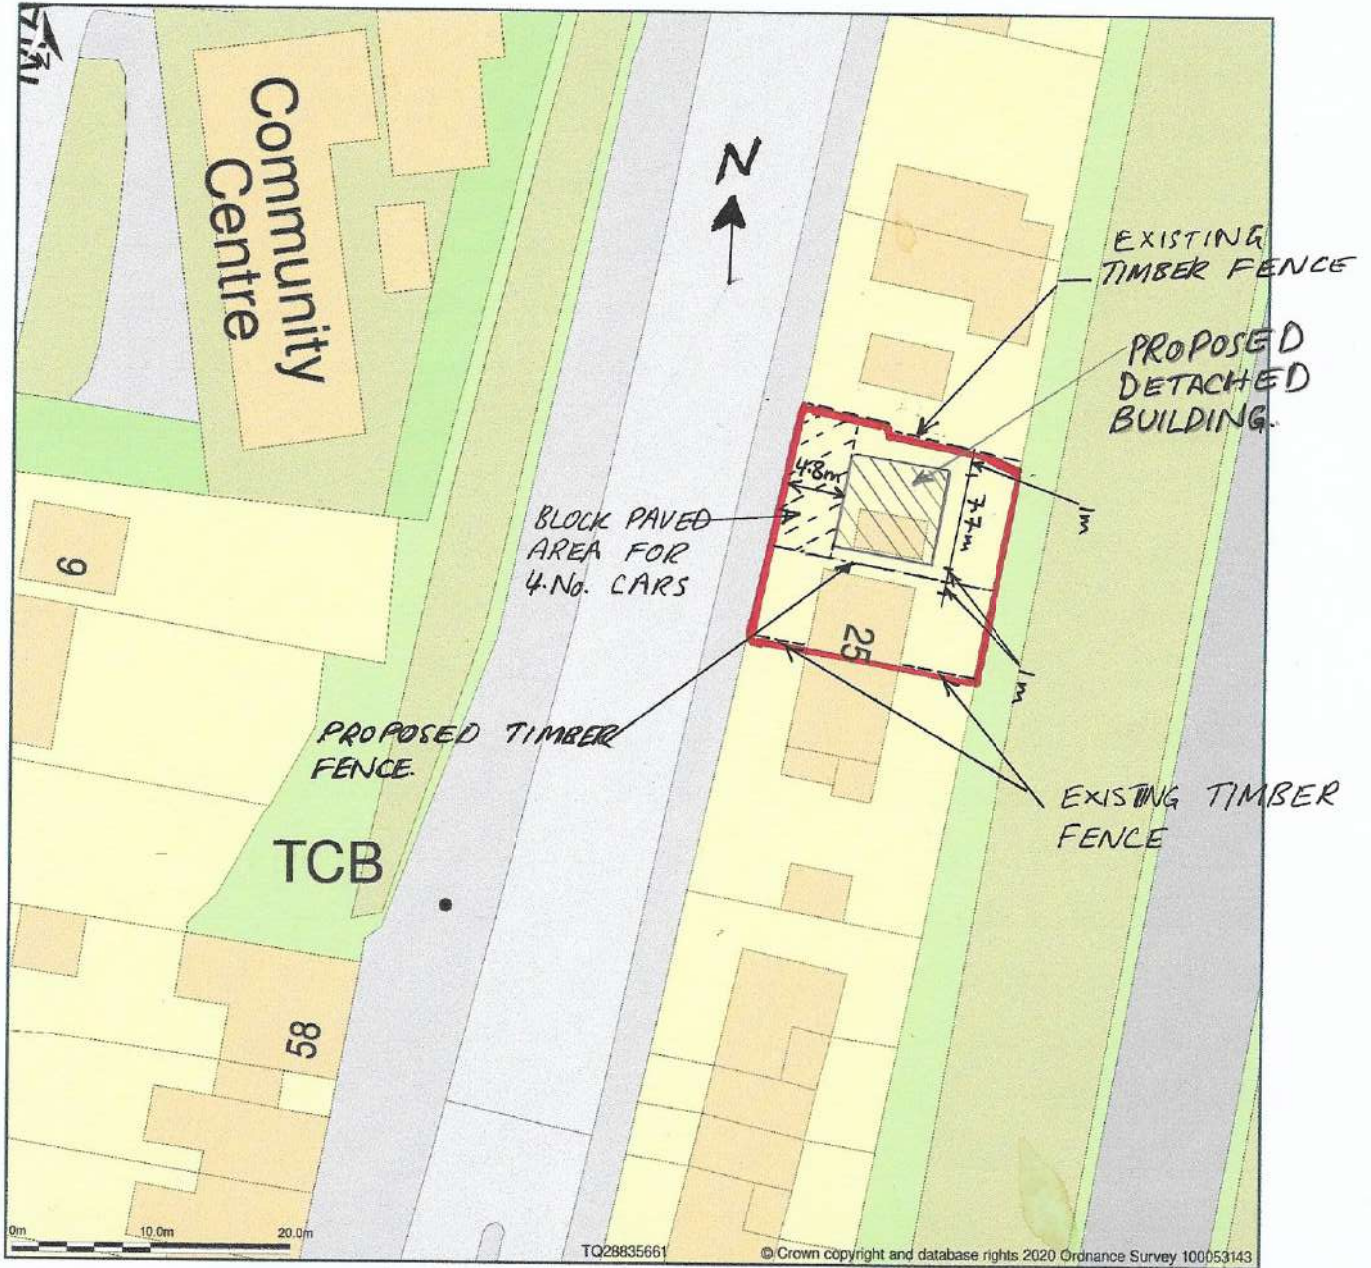 Community
Centre
N
EXISTING
TIMBER FENCE
PROPOSED
DETACHED
BUILDING.
4.8m
7.7m
1m
BLOCK PAVED
AREA FOR
4.No. CARS
9
25
1m
PROPOSED TIMBER
FENCE.
EXISTING TIMBER
FENCE
TCB
58
0m
10.0m
20.0m
TQ28835661
© Crown copyright and database rights 2020 Ordnance Survey 100053143